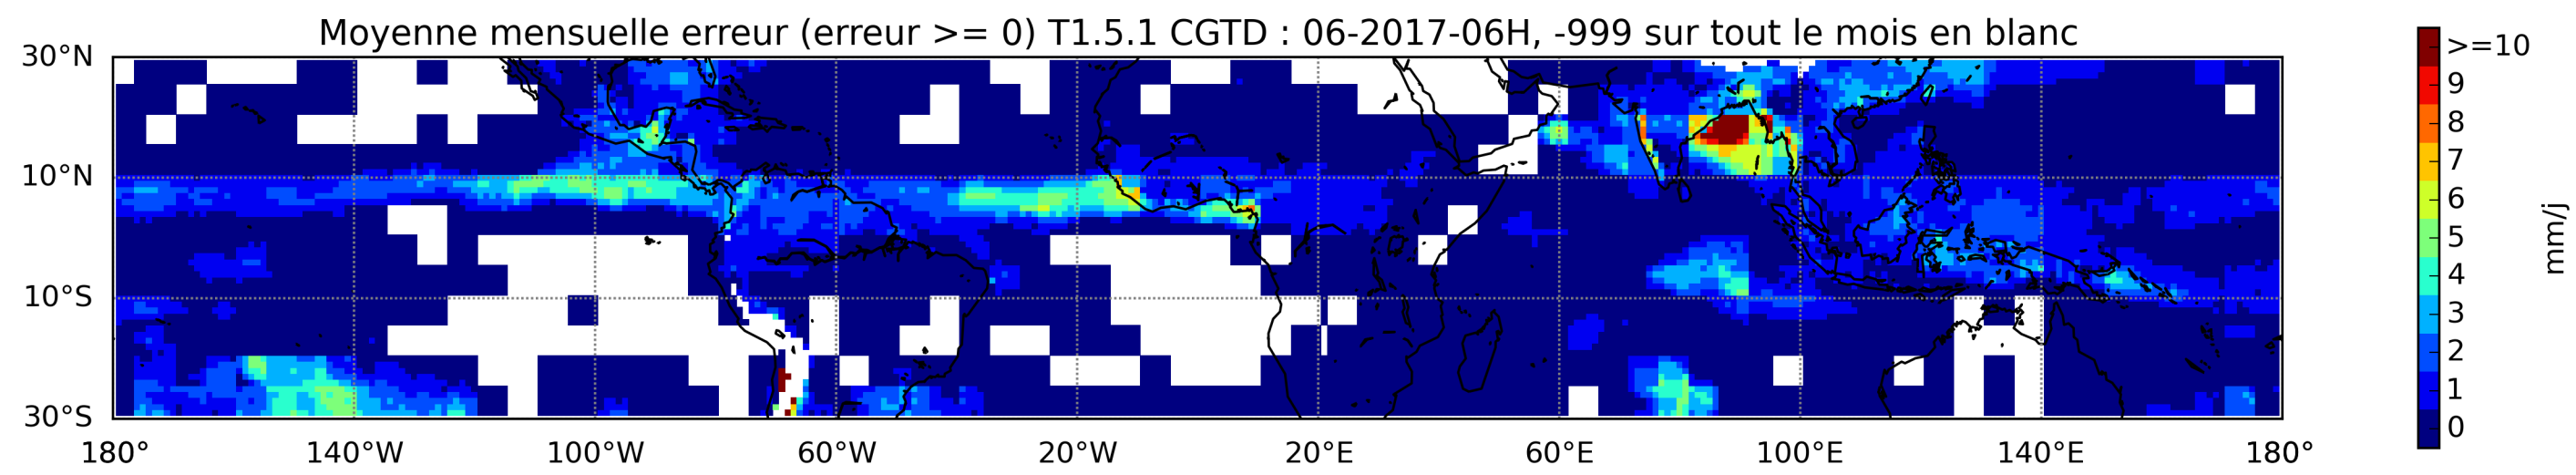 Moyenne mensuelle erreur (erreur >= 0) T1.5.1 CGTD : 06-2017-06H, -999 sur tout le mois en blanc
30°N
10°N
10°S
30°S
180°
140°W
100°W
60°W
20°W
20°E
60°E
100°E
140°E
180°
>=10
9
8
7
6
5
4
3
2
1
0
mm/j